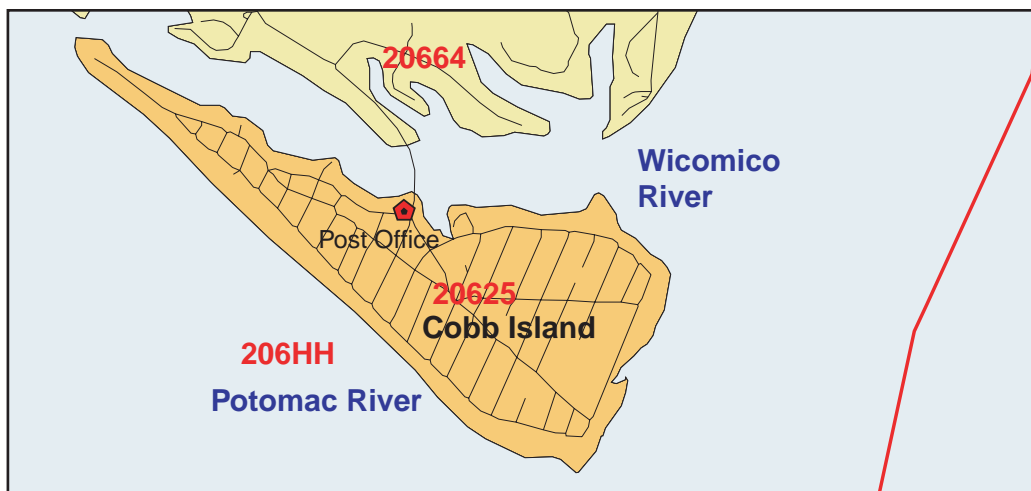 20664
Wicomico
River
Post Office
20625
Cobb Island
206HH
Potomac River